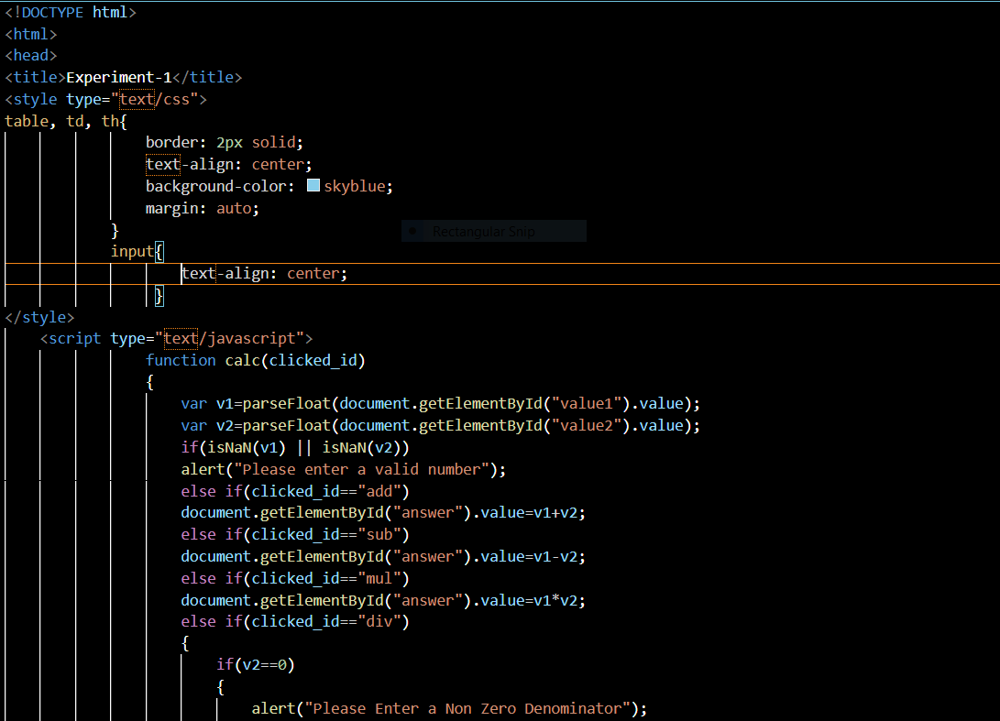 <!DOCTYPE html>
<html>
<head>
<title>Experiment-1</title>
<style type="text/css">
table, td, th{
border: 2px solid;
text-align: center;
background-color: skyblue;
margin: auto;
}
Rectangular Snip
input{
text-align: center;
}
</style>
<script type="text/javascript">
function calc(clicked_id)
{
var v1=parseFloat(document.getElementById("value1").value);
var v2=parseFloat(document.getElementById("value2").value);
if(isNaN(v1) || isNaN(v2))
alert("Please enter a valid number");
else if(clicked_id=="add")
document.getElementById("answer").value=v1+v2;
else if(clicked_id=="sub")
document.getElementById("answer").value=v1-v2;
else if(clicked_id=="mul")
document.getElementById("answer").value=v1*v2;
else if(clicked_id=="div")
{
if(v2==0)
{
alert("Please Enter a Non Zero Denominator");